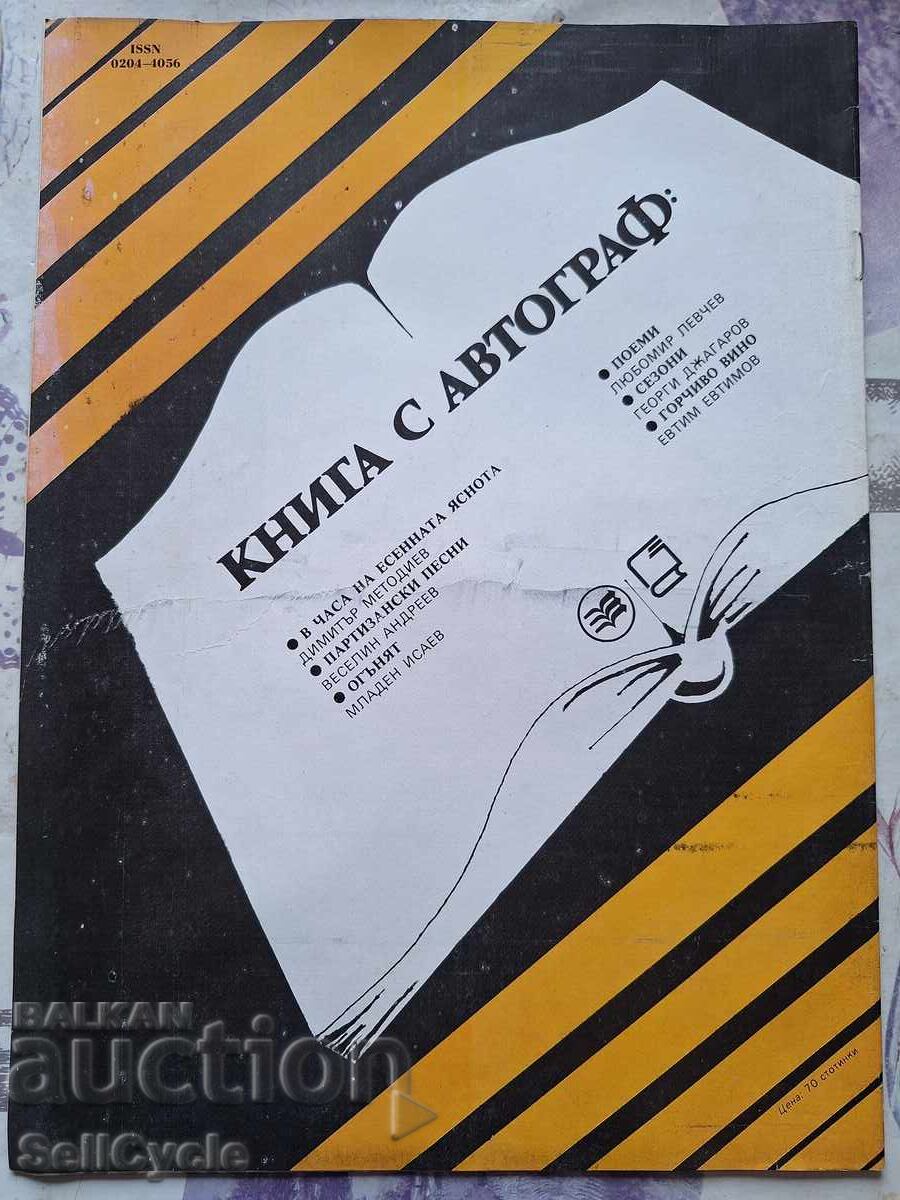 ISSN
0204–4056
КНИГА С АВТОГРАФ:
● В ЧАСА НА ЕСЕННАТА ЯСНОТА
ДИМИТЪР МЕТОДИЕВ
● ПАРТИЗАНСКИ ПЕСНИ
ВЕСЕЛИН АНДРЕЕВ
● ОГЪНЯТ
МЛАДЕН ИСАЕВ
● ПОЕМИ
ЛЮБОМИР ЛЕВЧЕВ
● СЕЗОНИ
ГЕОРГИ ДЖАГАРОВ
● ГОРЧИВО ВИНО
ЕВТИМ ЕВТИМОВ
Цена: 70 стотинки
BALKAN
auction
SellCycle